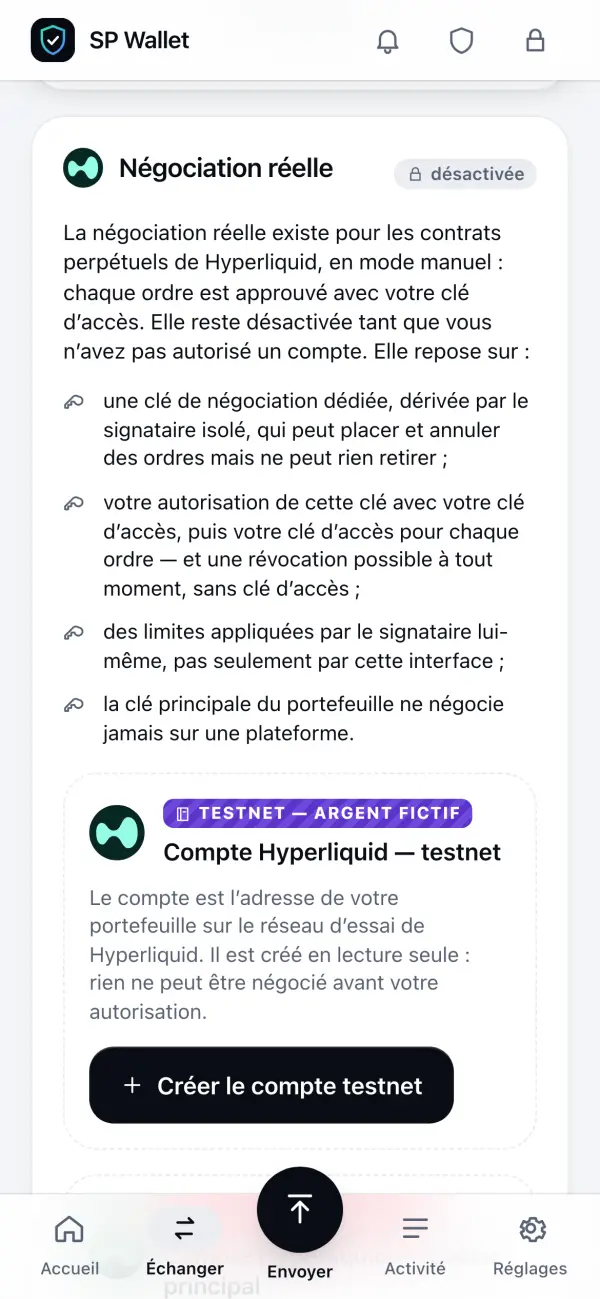 SP Wallet
Négociation réelle
désactivée
La négociation réelle existe pour les contrats
perpétuels de Hyperliquid, en mode manuel :
chaque ordre est approuvé avec votre clé
d’accès. Elle reste désactivée tant que vous
n’avez pas autorisé un compte. Elle repose sur :
une clé de négociation dédiée, dérivée par le
signataire isolé, qui peut placer et annuler
des ordres mais ne peut rien retirer ;
votre autorisation de cette clé avec votre clé
d’accès, puis votre clé d’accès pour chaque
ordre — et une révocation possible à tout
moment, sans clé d’accès ;
des limites appliquées par le signataire lui-
même, pas seulement par cette interface ;
la clé principale du portefeuille ne négocie
jamais sur une plateforme.
TESTNET — ARGENT FICTIF
Compte Hyperliquid — testnet
Le compte est l’adresse de votre
portefeuille sur le réseau d’essai de
Hyperliquid. Il est créé en lecture seule :
rien ne peut être négocié avant votre
autorisation.
+ Créer le compte testnet
Accueil
Échanger
Envoyer
Activité
Réglages
principal